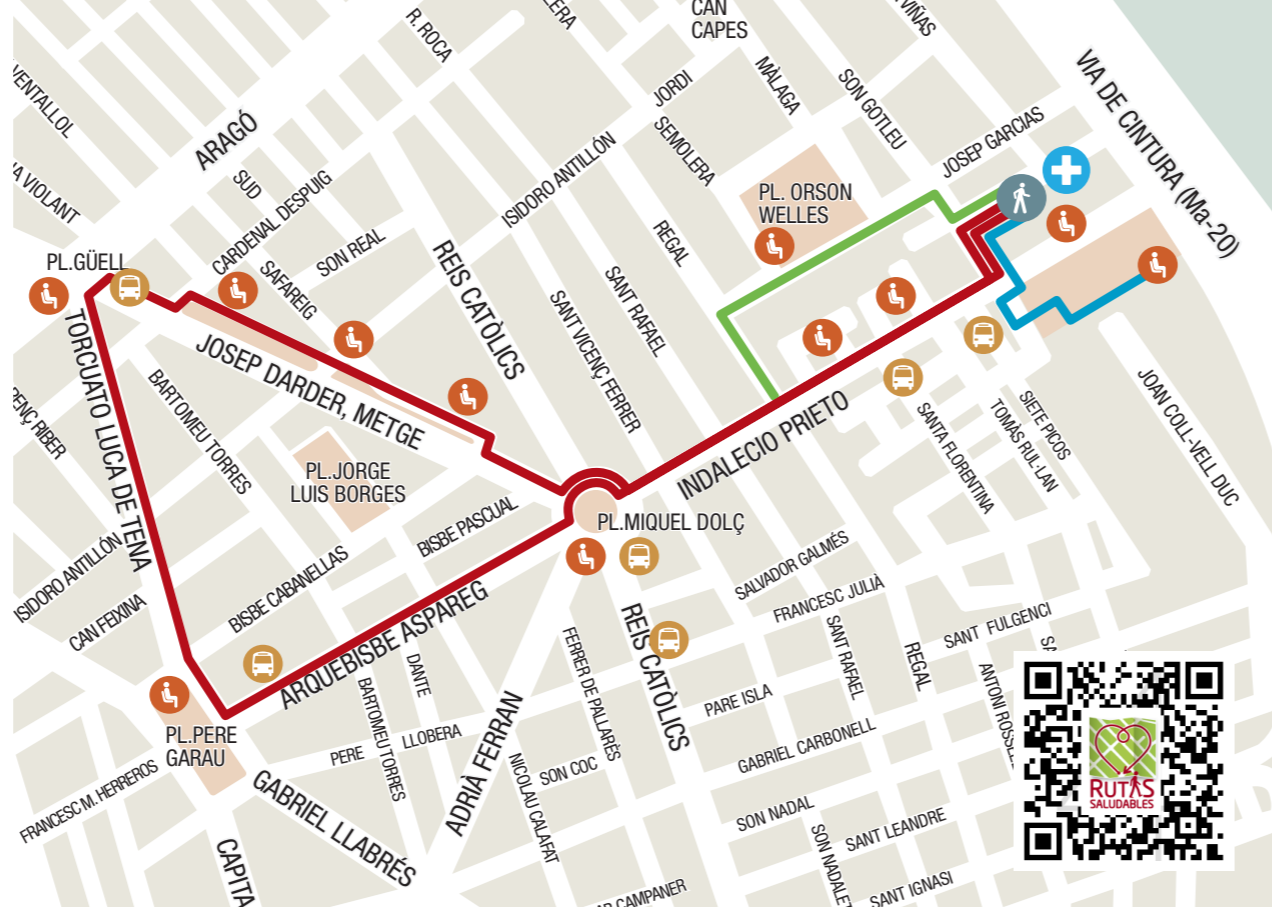 CAN
CAPES
R. ROCA
VIÑAS
VIA DE CINTURA (Ma-20)
VENTALLOL
JORDI
MÀLAGA
SON GOTLEU
ARAGÓ
SEMOLERA
JOSEP GARCIAS
SUD
CARDENAL DESPUIG
ISIDORO ANTILLÓN
VIOLANT
PL. ORSON
WELLES
SON REAL
REGAL
PL.GÜELL
SAFAREIG
REIS CATÒLICS
SANT RAFAEL
SANT VICENÇ FERRER
TORCUATO LUCA DE TENA
JOSEP DARDER, METGE
BARTOMEU TORRES
RIBER
INDALECIO PRIETO
SANTA FLORENTINA
SIETE PICOS
TOMÀS RUL·LAN
JOAN COLL-VELL DUC
PL.JORGE
LUIS BORGES
BISBE PASCUAL
PL.MIQUEL DOLÇ
ISIDORO ANTILLÓN
CAN FEIXINA
BISBE CABANELLAS
ARQUEBISBE ASPAREG
SALVADOR GALMÉS
FRANCESC JULIÀ
SANT FULGENCI
SANT RAFAEL
REGAL
ANTONI
REIS CATÒLICS
FERRER DE PALLARÈS
DANTE
BARTOMEU TORRES
PARE ISLA
PL.PERE
GARAU
PERE LLOBERA
ADRIÀ FERRAN
NICOLAU CALAFAT
SON COC
GABRIEL CARBONELL
FRANCESC M. HERREROS
GABRIEL LLABRÉS
SON NADAL
SON NADALET
SANT LEANDRE
SANT IGNASI
CAMPANER
RUTAS
SALUDABLES